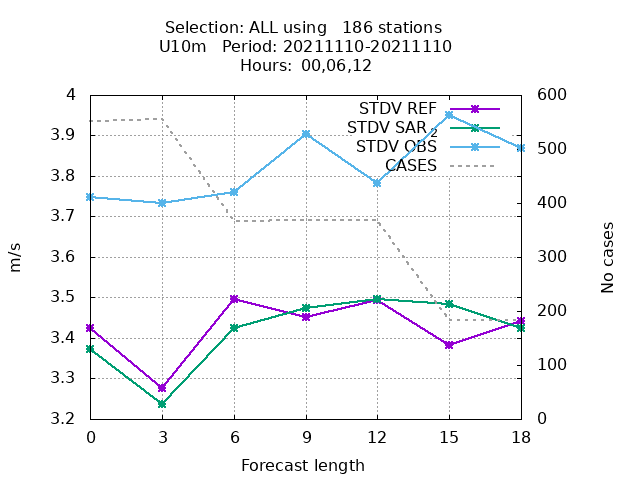 Selection: ALL using   186 stations
U10m   Period: 20211110-20211110
Hours:  00,06,12
4
3.9
3.8
3.7
3.6
3.5
3.4
3.3
3.2
600
500
400
300
200
100
0
STDV REF
STDV SAR 2
STDV OBS
CASES
m/s
No cases
0 3 6 9 12 15 18
Forecast length